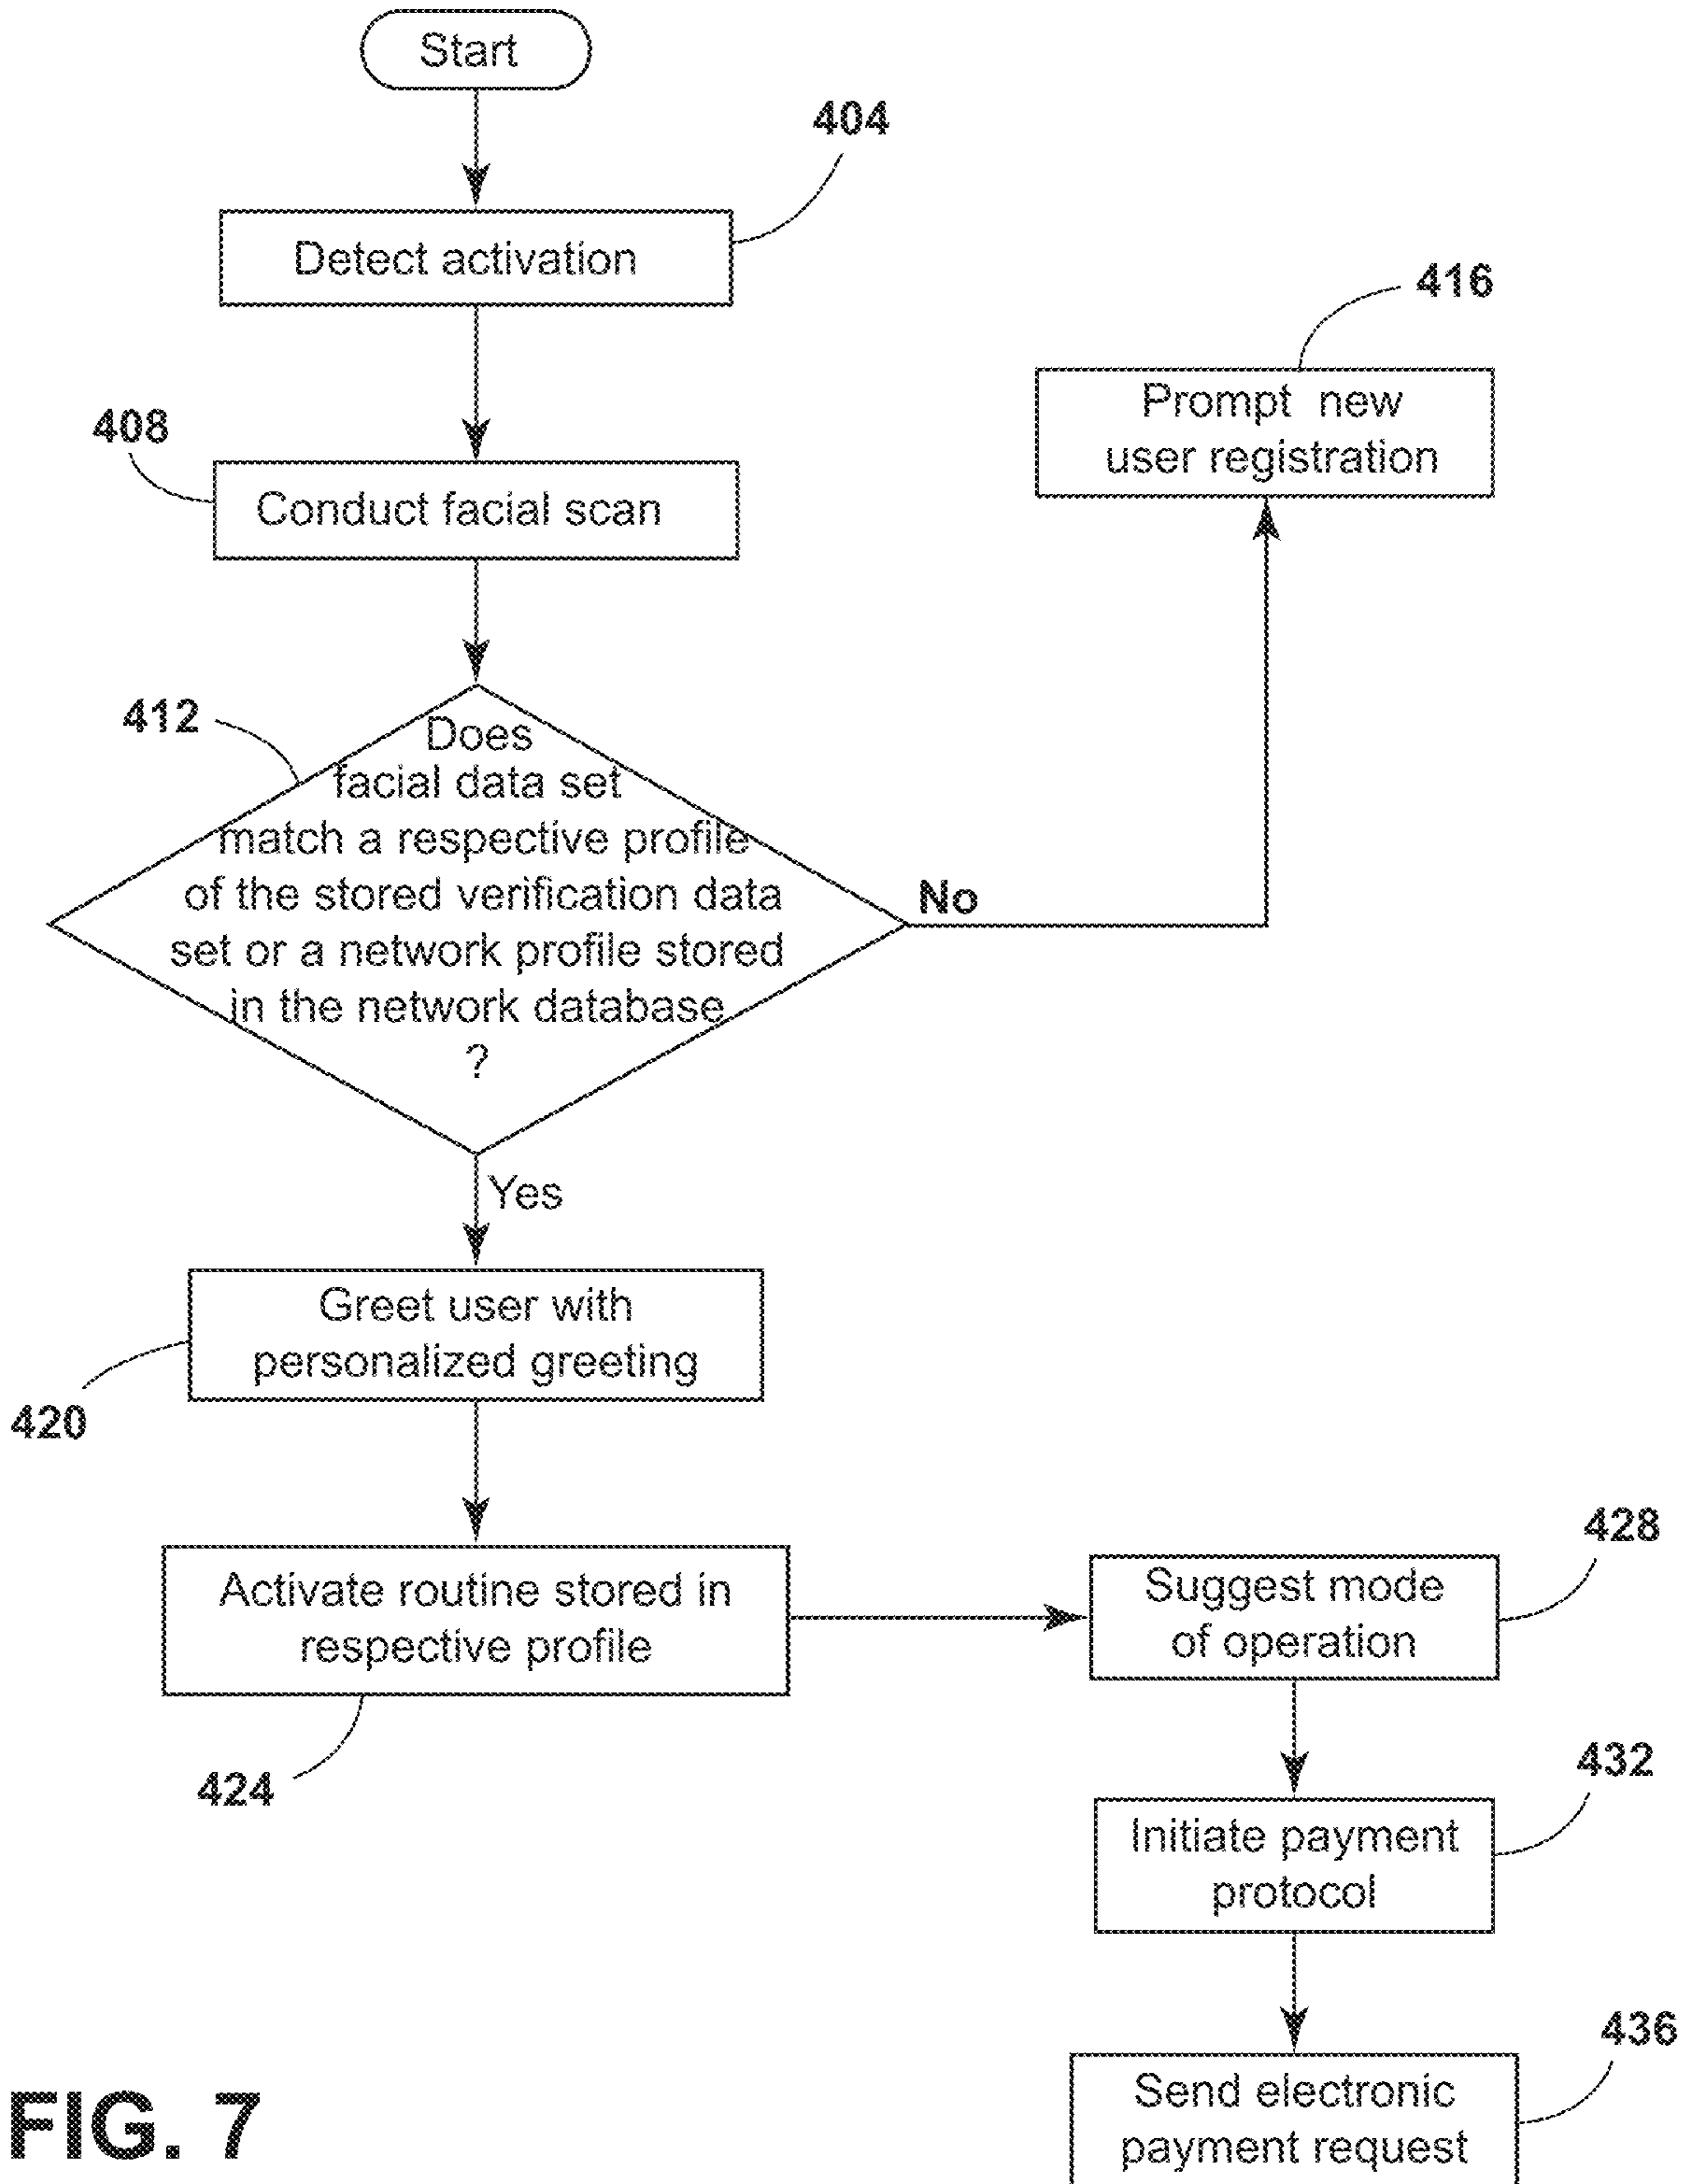 Start
404
Detect activation
416
Prompt new
user registration
408
Conduct facial scan
412
Does
facial data set
match a respective profile
of the stored verification data
set or a network profile stored
in the network database
?
No
Yes
Greet user with
personalized greeting
420
Activate routine stored in
respective profile
424
428
Suggest mode
of operation
432
Initiate payment
protocol
436
Send electronic
payment request
FIG. 7